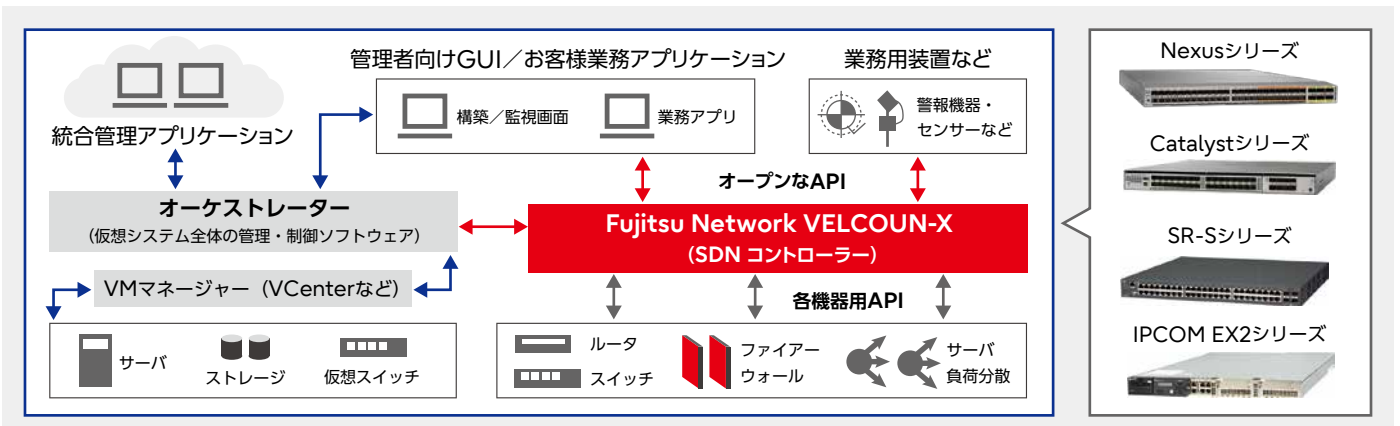 管理者向けGUI／お客様業務アプリケーション
業務用装置など
構築／監視画面
業務アプリ
警報機器・
センサーなど
統合管理アプリケーション
オープンなAPI
オーケストレーター
（仮想システム全体の管理・制御ソフトウェア）
Fujitsu Network VELCOUN-X
（SDN コントローラー）
VMマネージャー（VCenterなど）
各機器用API
サーバ
ストレージ
仮想スイッチ
ルータ
スイッチ
ファイアー
ウォール
サーバ
負荷分散
Nexusシリーズ
Catalystシリーズ
SR-Sシリーズ
IPCOM EX2シリーズ